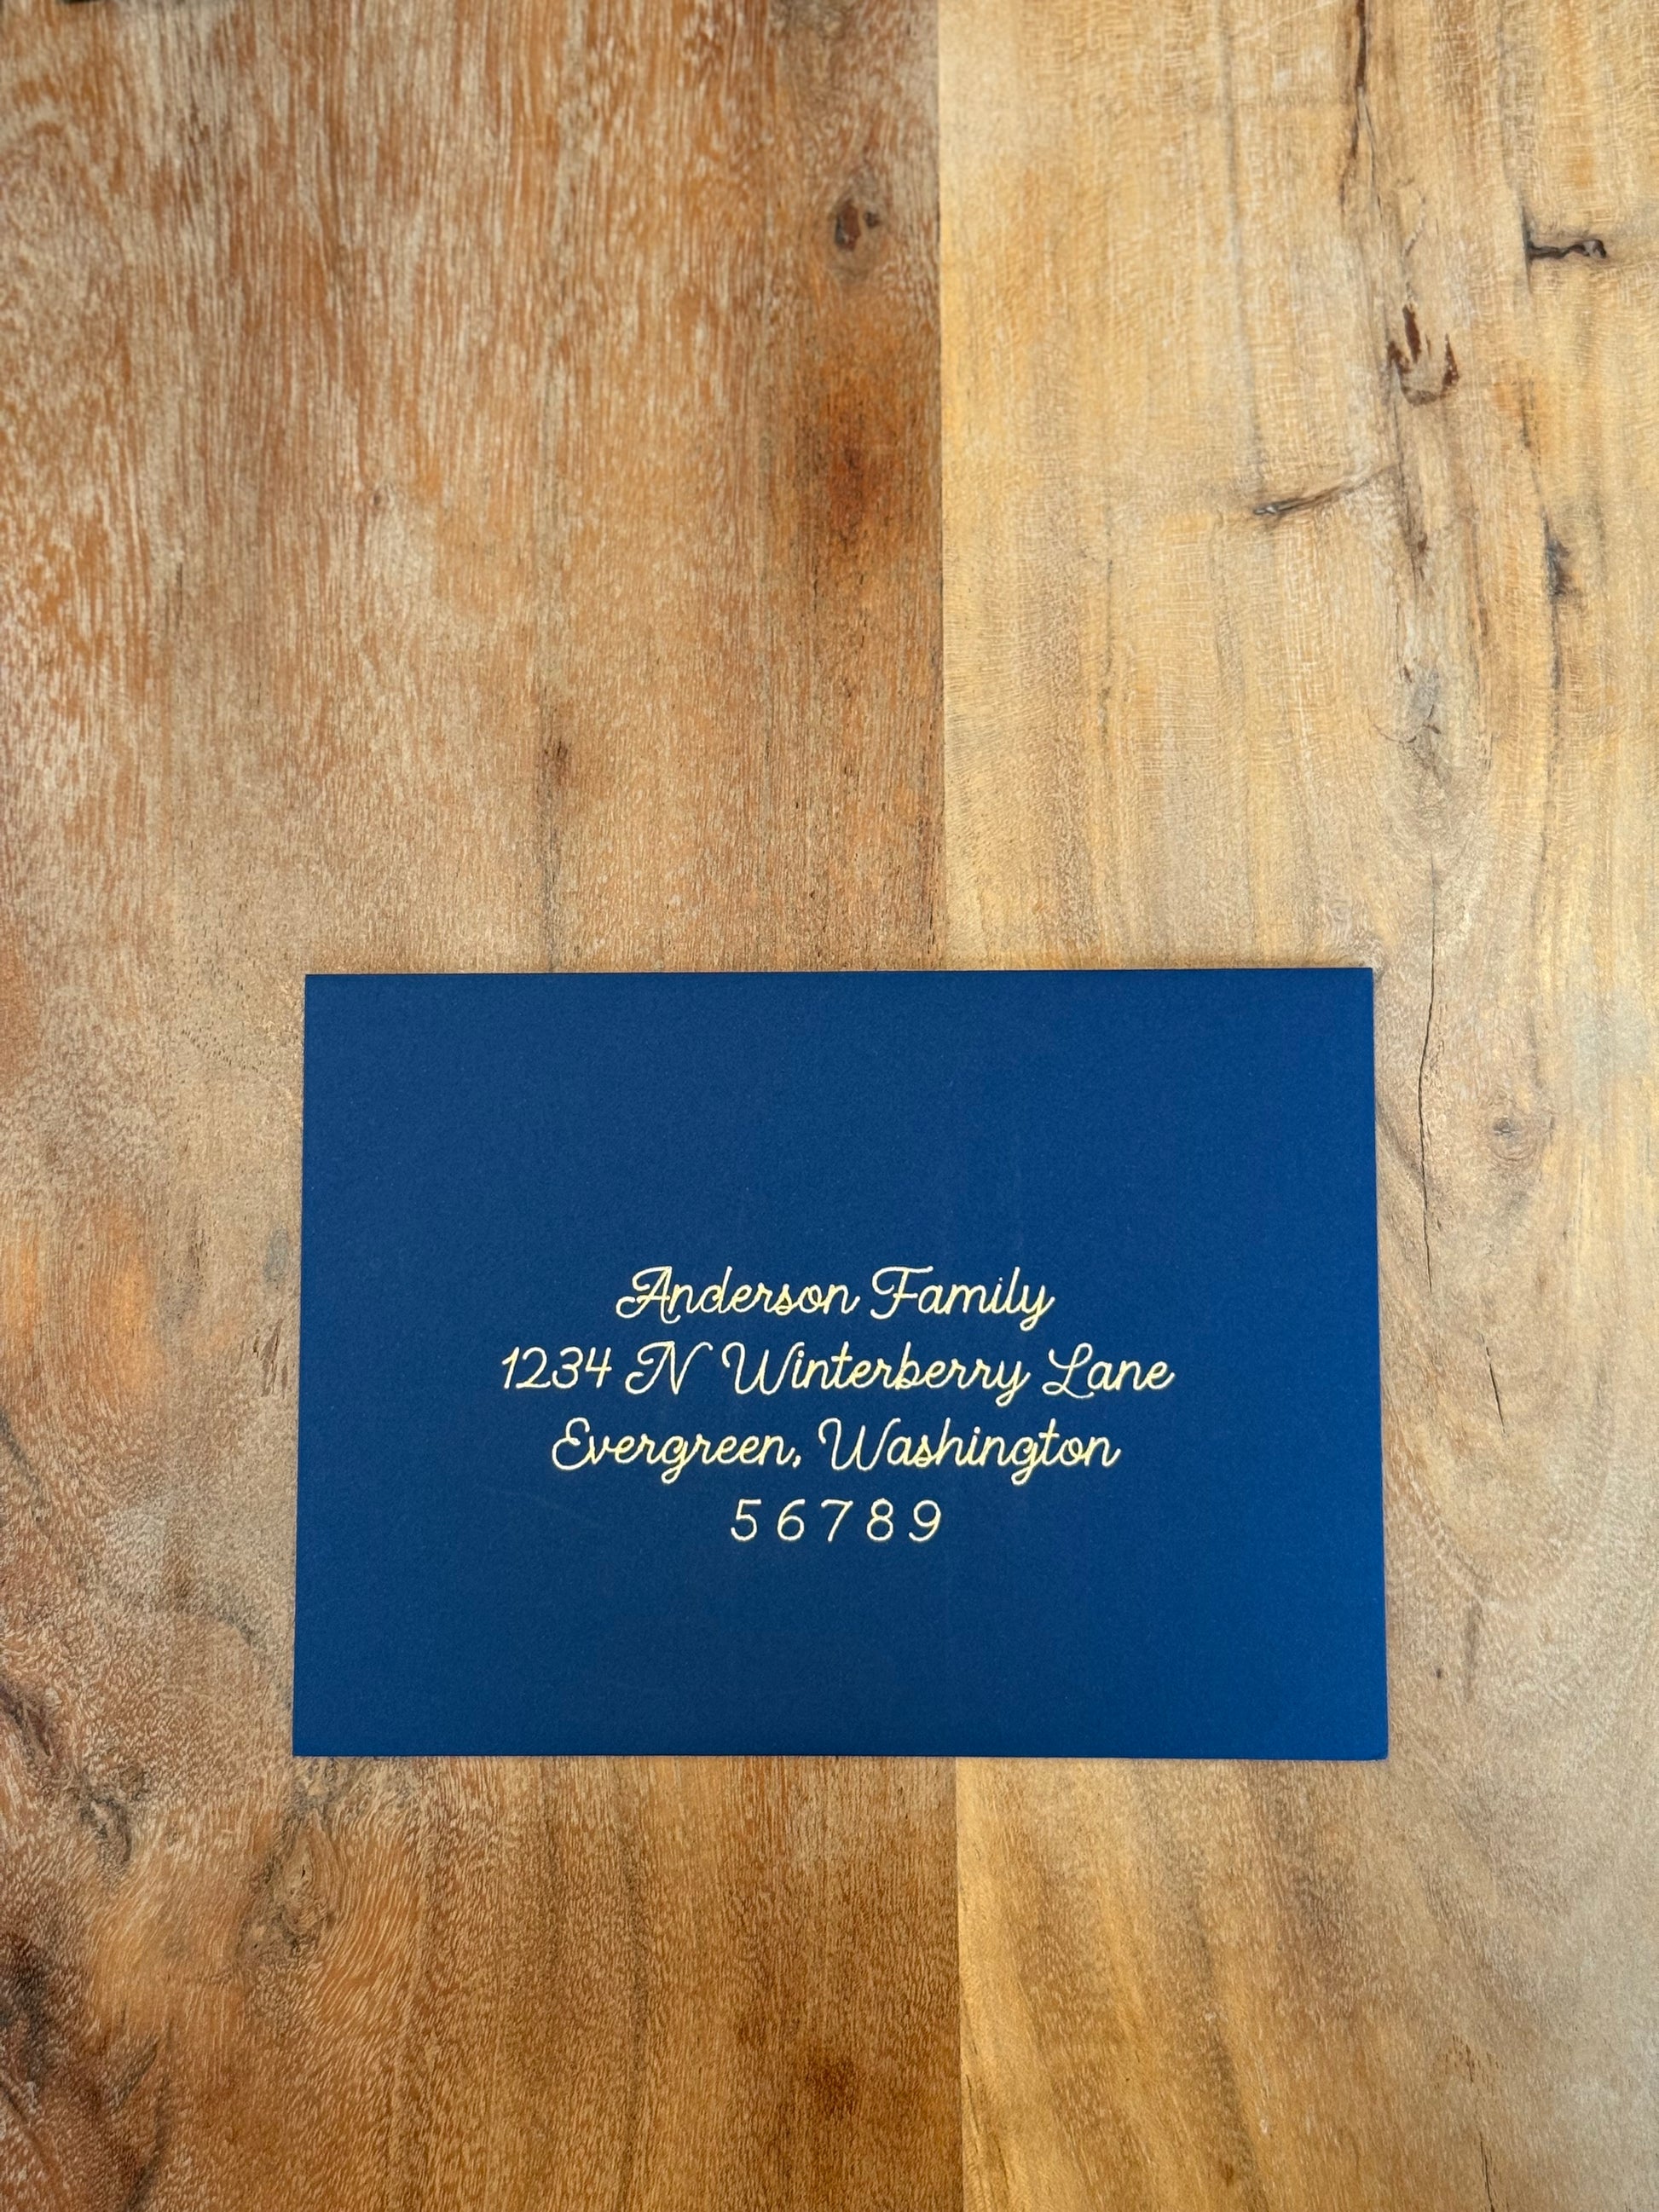 Anderson Family
1234 N Winterberry Lane
Evergreen, Washington
56789